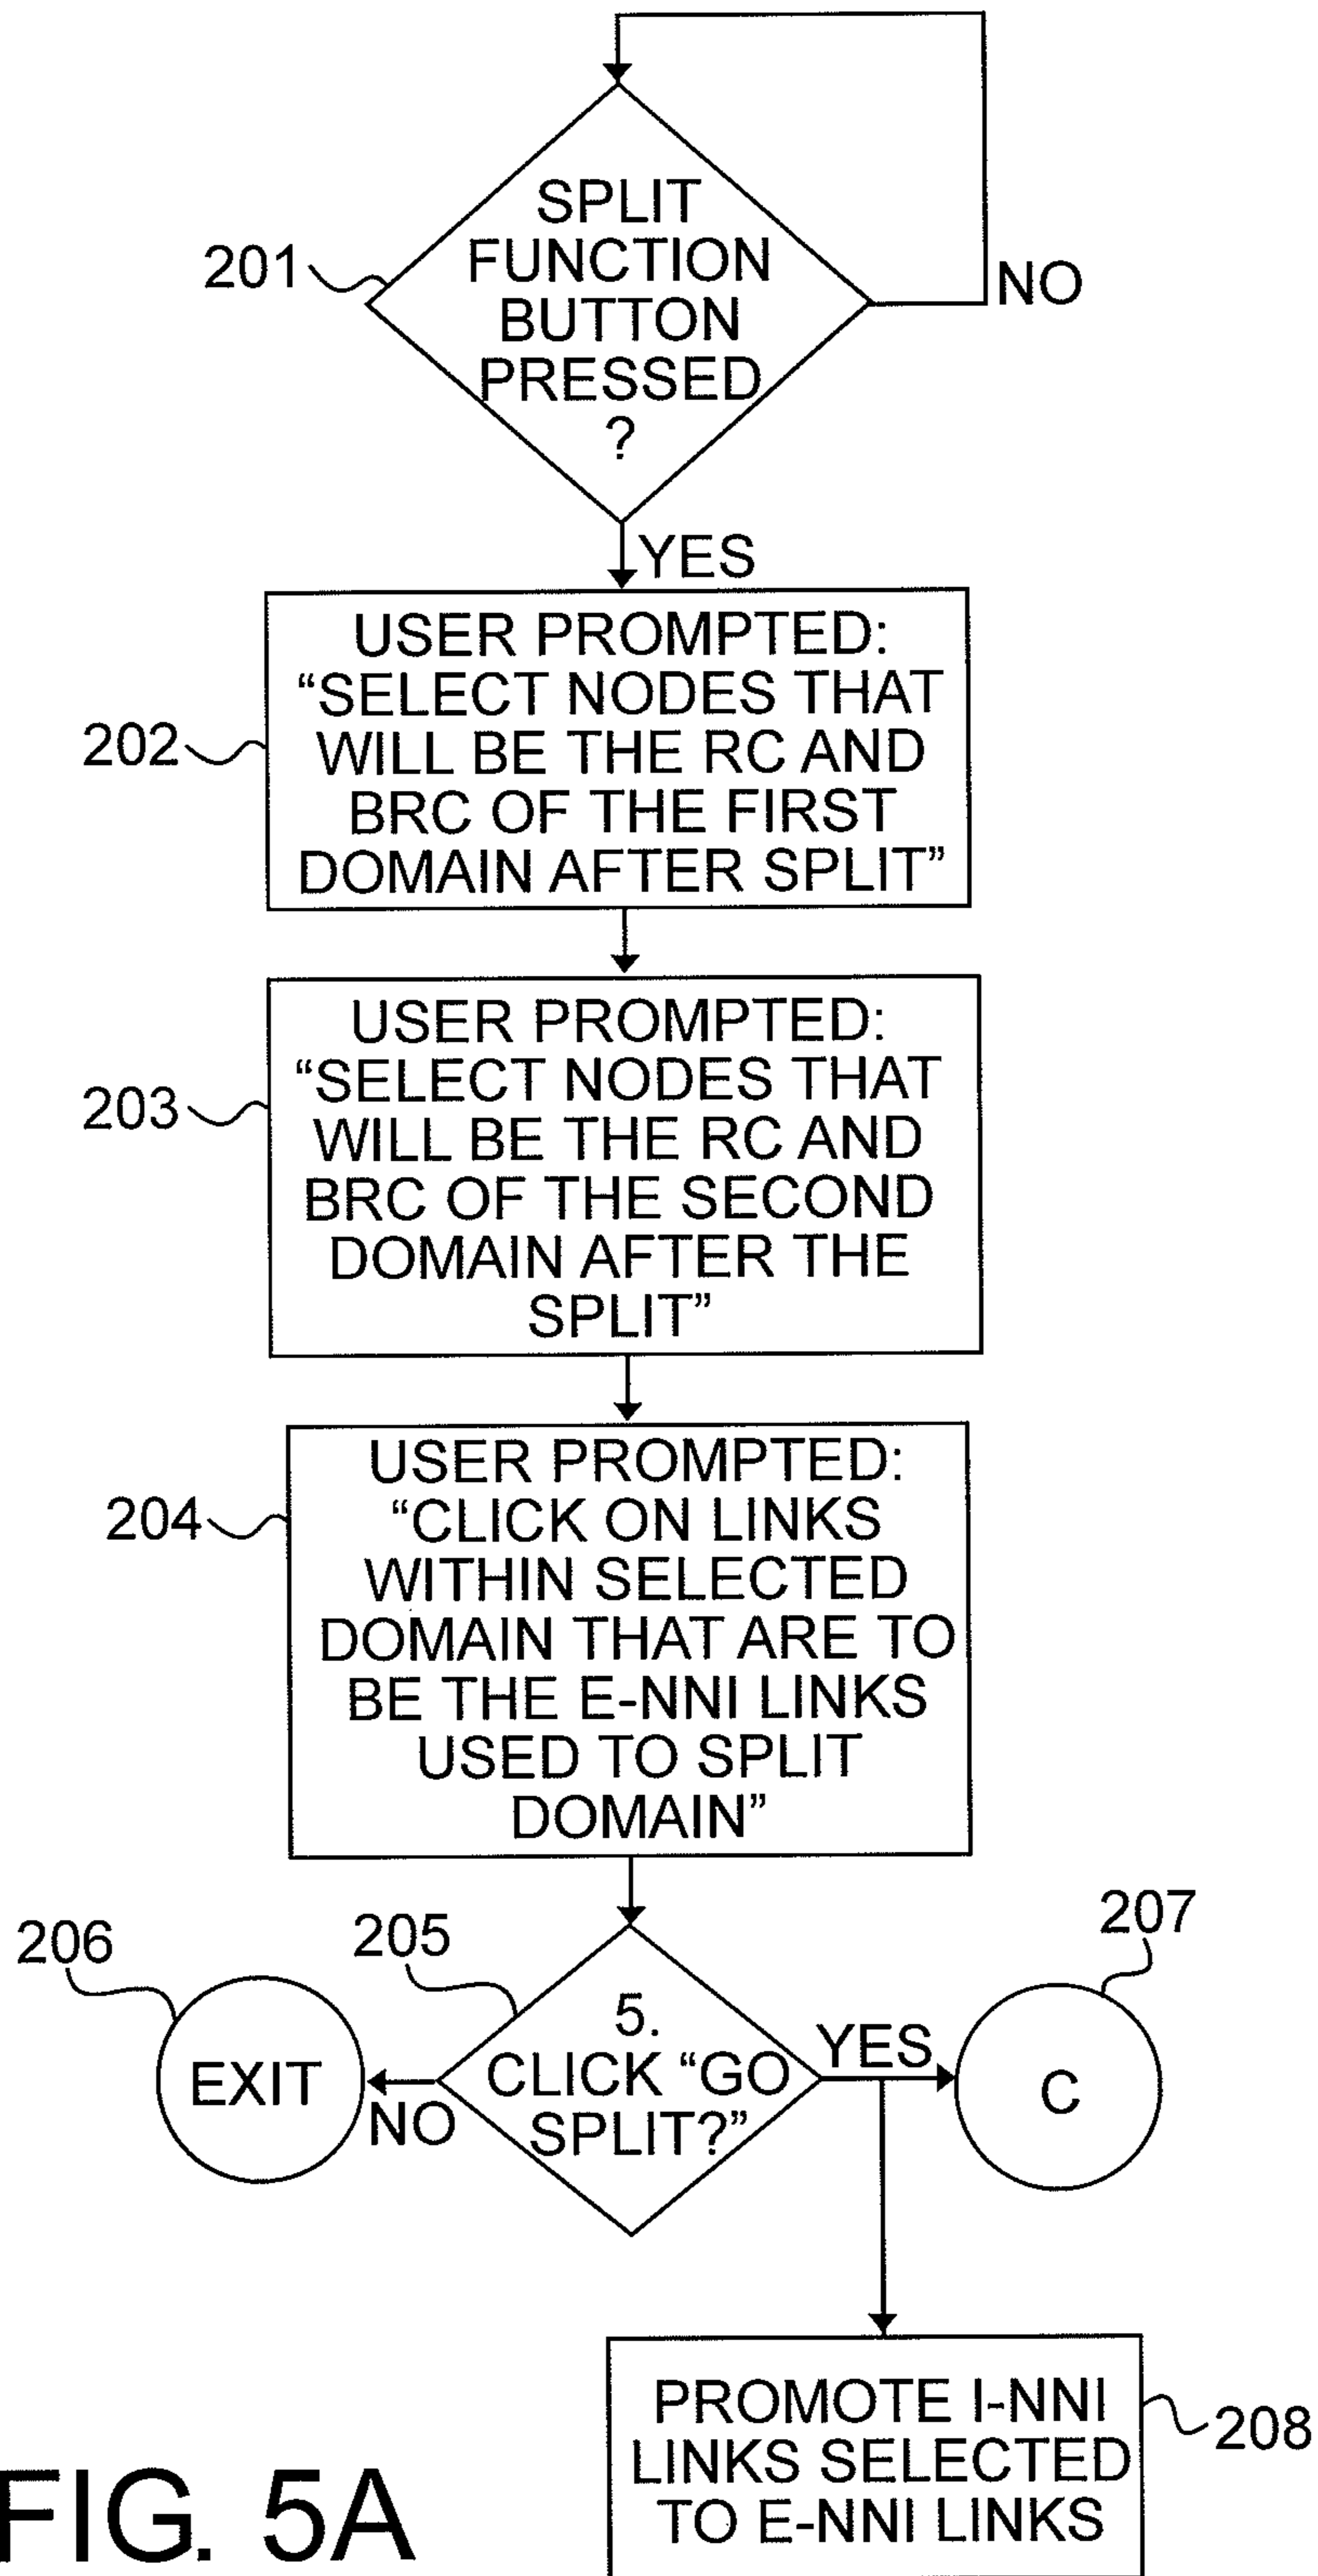 SPLIT
FUNCTION
BUTTON
PRESSED
?
201
NO
YES
USER PROMPTED:
“SELECT NODES THAT
WILL BE THE RC AND
BRC OF THE FIRST
DOMAIN AFTER SPLIT”
202
USER PROMPTED:
“SELECT NODES THAT
WILL BE THE RC AND
BRC OF THE SECOND
DOMAIN AFTER THE
SPLIT”
203
USER PROMPTED:
“CLICK ON LINKS
WITHIN SELECTED
DOMAIN THAT ARE TO
BE THE E-NNI LINKS
USED TO SPLIT
DOMAIN”
204
206
205
207
EXIT
NO
5.
CLICK “GO
SPLIT?”
YES
C
PROMOTE I-NNI
LINKS SELECTED
TO E-NNI LINKS
208
FIG. 5A